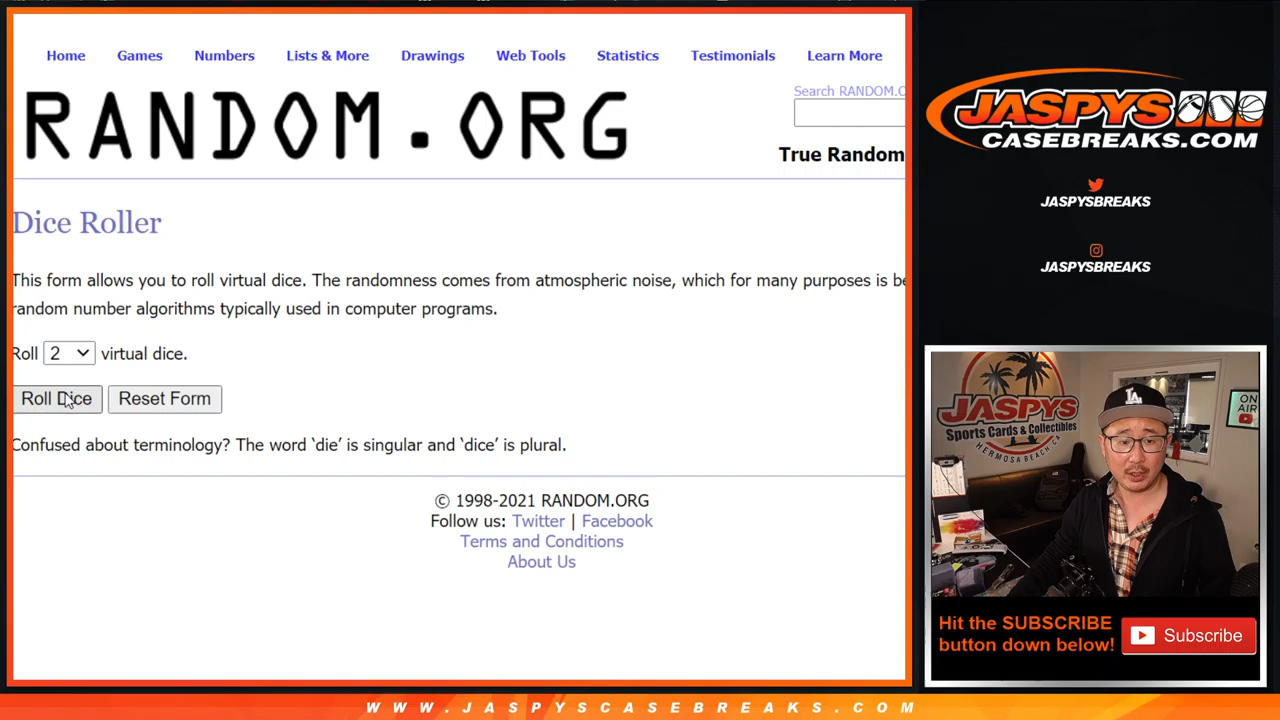 Home Games Numbers Lists & More Drawings Web Tools Statistics Testimonials Learn More
RANDOM.ORG
Search RANDOM.O
True Random
Dice Roller
This form allows you to roll virtual dice. The randomness comes from atmospheric noise, which for many purposes is be
random number algorithms typically used in computer programs.
Roll 2 virtual dice.
Roll Dice Reset Form
Confused about terminology? The word ‘die’ is singular and ‘dice’ is plural.
© 1998-2021 RANDOM.ORG
Follow us: Twitter | Facebook
Terms and Conditions
About Us
JASPYS
CASEBREAKS.COM
JASPYSBREAKS
JASPYSBREAKS
JASPYS
Sports Cards & Collectibles
HERMOSA BEACH, CA
LA
ON
AIR
Hit the SUBSCRIBE
button down below!
Subscribe
WWW.JASPYSCASEBREAKS.COM